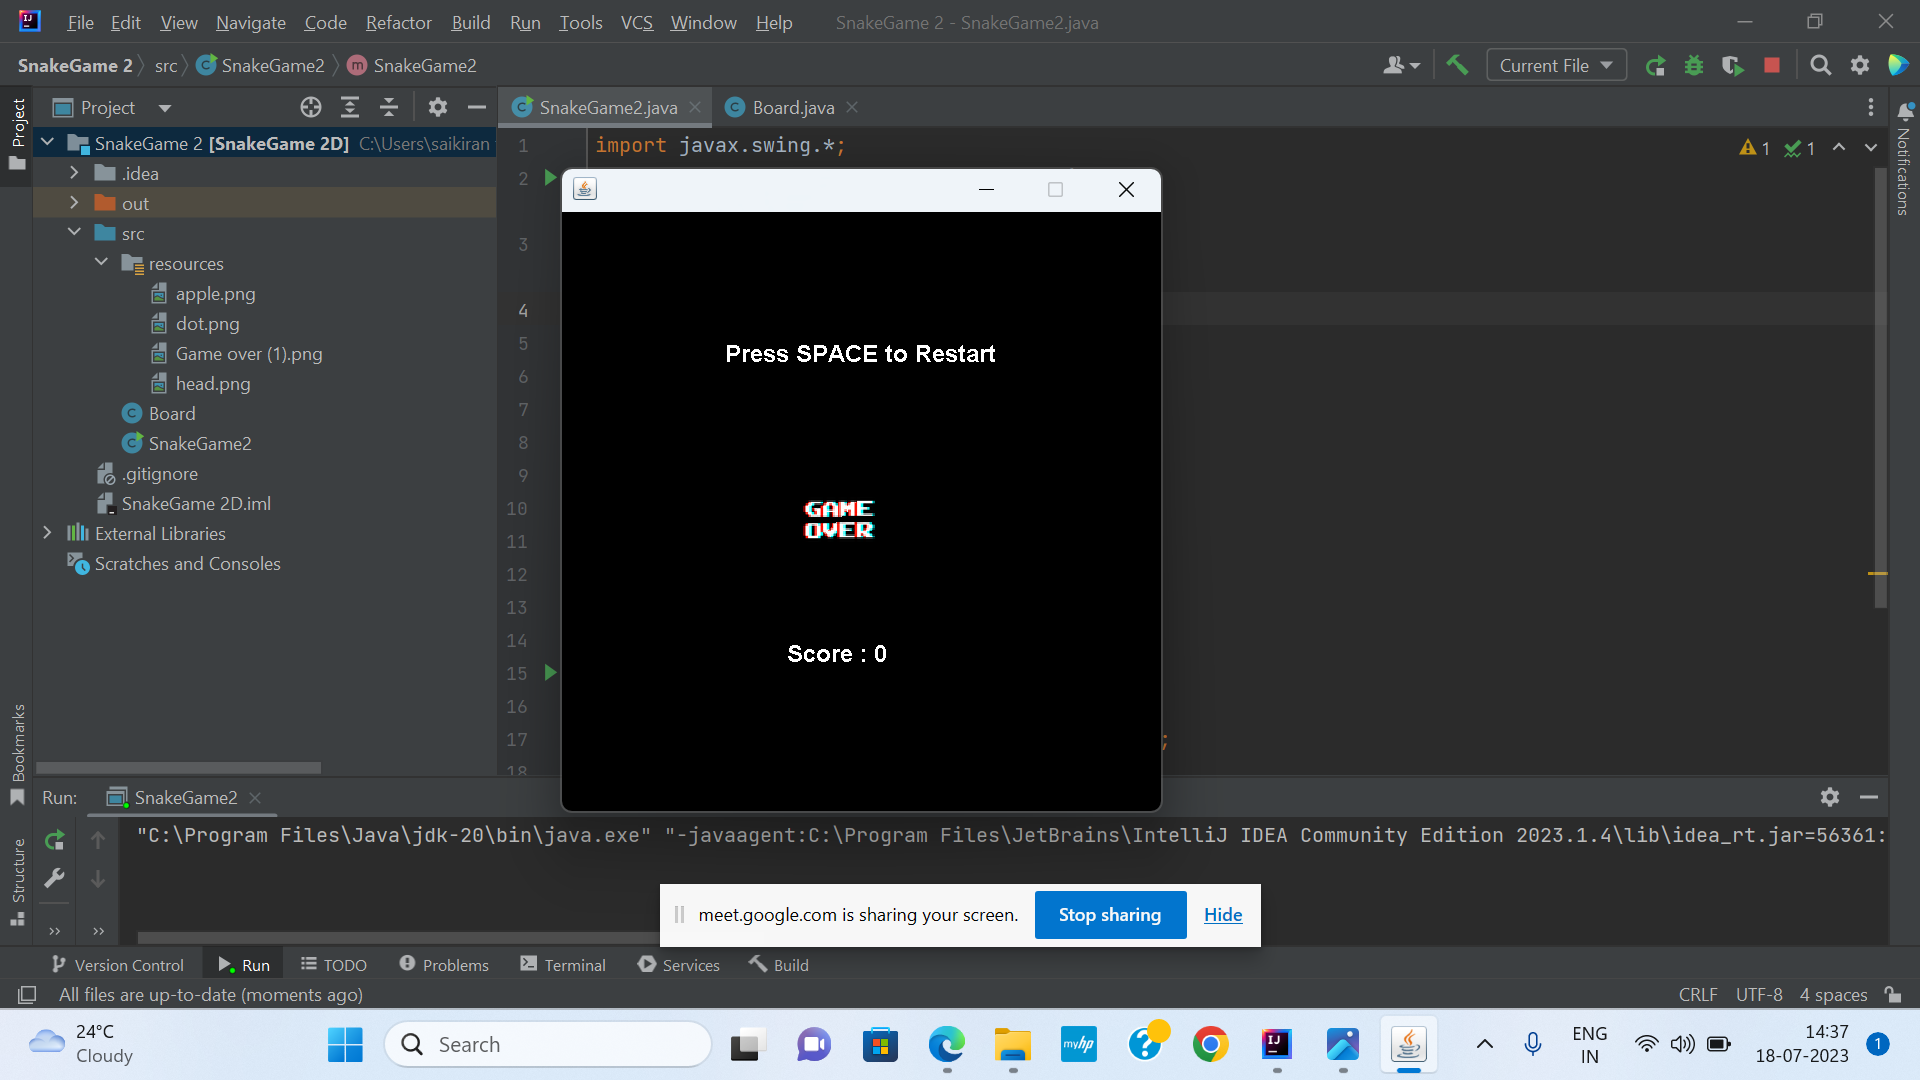 File Edit View Navigate Code Refactor Build Run Tools VCS Window Help SnakeGame 2 - SnakeGame2.java
SnakeGame 2 src SnakeGame2 m SnakeGame2 Current File
Project
Project
SnakeGame2.java
Board.java
Notifications
SnakeGame 2 [SnakeGame 2D] C:\Users\saikiran
.idea
out
src
resources
apple.png
dot.png
Game over (1).png
head.png
Board
SnakeGame2
.gitignore
SnakeGame 2D.iml
External Libraries
Scratches and Consoles
1 import javax.swing.*;
1 1
2
3
4
5
6
7
8
9
10
11
12
13
14
15
16
17 ;
18
Press SPACE to Restart
GAME
OVER
Score : 0
Bookmarks
Structure
Run: SnakeGame2
"C:\Program Files\Java\jdk-20\bin\java.exe" "-javaagent:C:\Program Files\JetBrains\IntelliJ IDEA Community Edition 2023.1.4\lib\idea_rt.jar=56361:
meet.google.com is sharing your screen. Stop sharing Hide
Version Control Run TODO Problems Terminal Services Build
All files are up-to-date (moments ago) CRLF UTF-8 4 spaces
24°C
Cloudy
Search
myhp
ENG
IN
14:37
18-07-2023
1